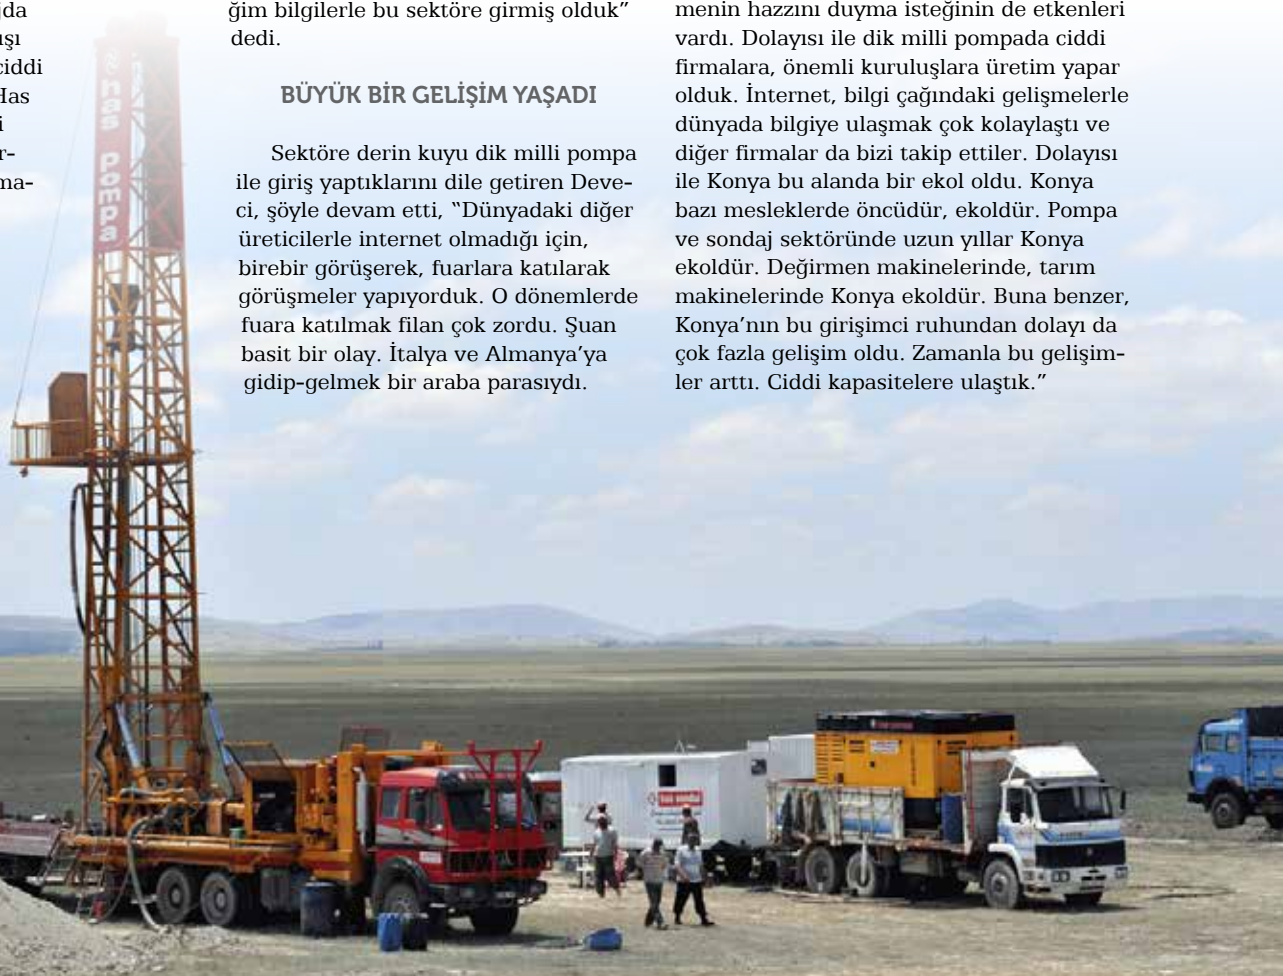 jda
ışı
ciddi
Has
i
r-
ma-
ğim bilgilerle bu sektöre girmiş olduk”
dedi.
BÜYÜK BİR GELİŞİM YAŞADI
Sektöre derin kuyu dik milli pompa
ile giriş yaptıklarını dile getiren Deve-
ci, şöyle devam etti, “Dünyadaki diğer
üreticilerle internet olmadığı için,
birebir görüşerek, fuarlara katılarak
görüşmeler yapıyorduk. O dönemlerde
fuara katılmak filan çok zordu. Şuan
basit bir olay. İtalya ve Almanya’ya
gidip-gelmek bir araba parasıydı.
menin hazzını duyma isteğinin de etkenleri
vardı. Dolayısı ile dik milli pompada ciddi
firmalara, önemli kuruluşlara üretim yapar
olduk. İnternet, bilgi çağındaki gelişmelerle
dünyada bilgiye ulaşmak çok kolaylaştı ve
diğer firmalar da bizi takip ettiler. Dolayısı
ile Konya bu alanda bir ekol oldu. Konya
bazı mesleklerde öncüdür, ekoldür. Pompa
ve sondaj sektöründe uzun yıllar Konya
ekoldür. Değirmen makinelerinde, tarım
makinelerinde Konya ekoldür. Buna benzer,
Konya’nın bu girişimci ruhundan dolayı da
çok fazla gelişim oldu. Zamanla bu gelişim-
ler arttı. Ciddi kapasitelere ulaştık.”
has pompa